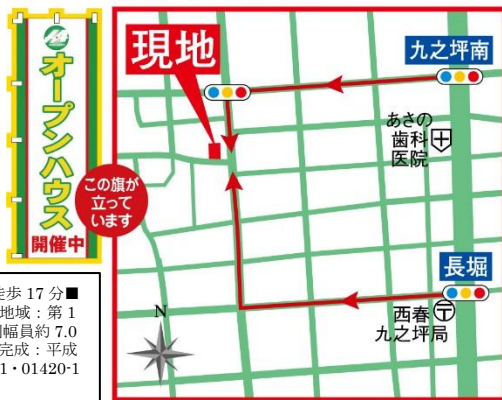 オープンハウス
開催中
この旗が
立って
います
現地
九之坪南
あさの
歯科
医院
長堀
西春
九之坪局
N
徒歩 17 分■
地域：第 1
幅員約 7.0
完成：平成
1・01420-1